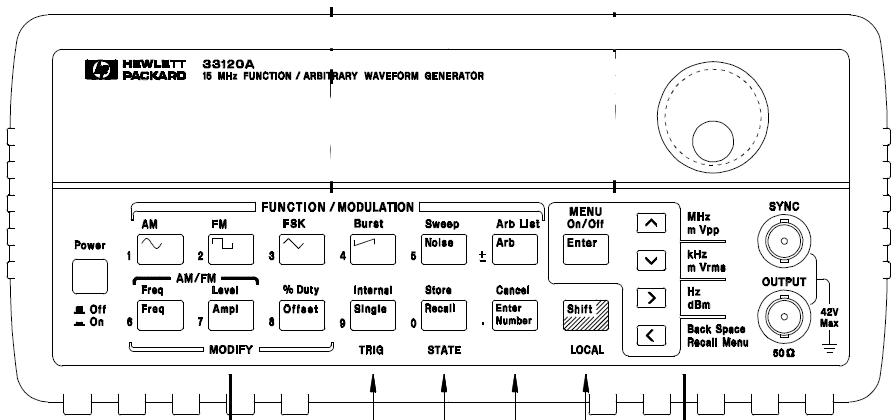 hp HEWLETT PACKARD
33120A
15 MHz FUNCTION / ARBITRARY WAVEFORM GENERATOR
FUNCTION / MODULATION
MENU
On/Off
AM FM FSK Burst Sweep Arb List
1 2 3 4 5 Noise ± Arb Enter
Power
Off
On
AM/FM
Freq Level % Duty Internal Store Cancel
6 Freq 7 Ampl 8 Offset 9 Single 0 Recall . Enter Number Shift
MODIFY TRIG STATE LOCAL
MHz
m Vpp
kHz
m Vrms
Hz
dBm
Back Space
Recall Menu
SYNC
OUTPUT
50Ω
42V
Max